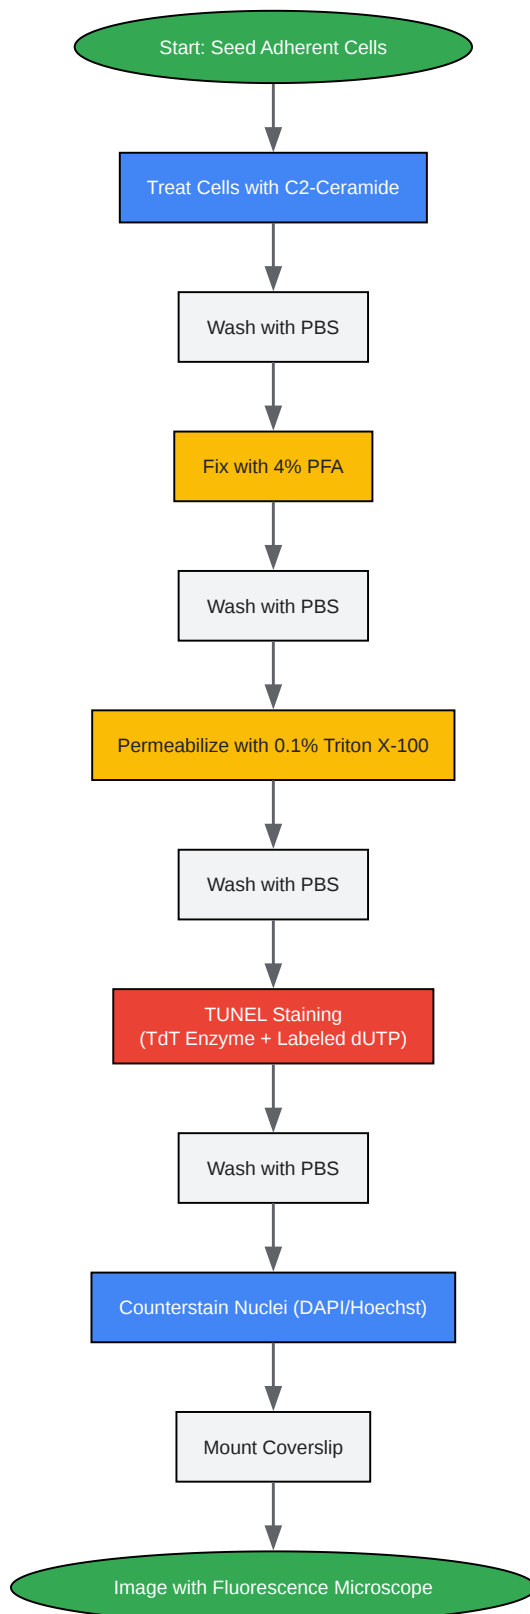 Start: Seed Adherent Cells
Treat Cells with C2-Ceramide
Wash with PBS
Fix with 4% PFA
Wash with PBS
Permeabilize with 0.1% Triton X-100
Wash with PBS
TUNEL Staining
(TdT Enzyme + Labeled dUTP)
Wash with PBS
Counterstain Nuclei (DAPI/Hoechst)
Mount Coverslip
Image with Fluorescence Microscope